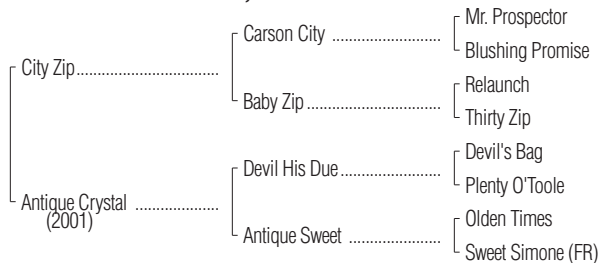 Mr. Prospector
Carson City ....................
Blushing Promise
City Zip..........................
Relaunch
Baby Zip.........................
Thirty Zip
Devil's Bag
Devil His Due..................
Plenty O'Toole
Antique Crystal ...............
(2001)
Olden Times
Antique Sweet ................
Sweet Simone (FR)